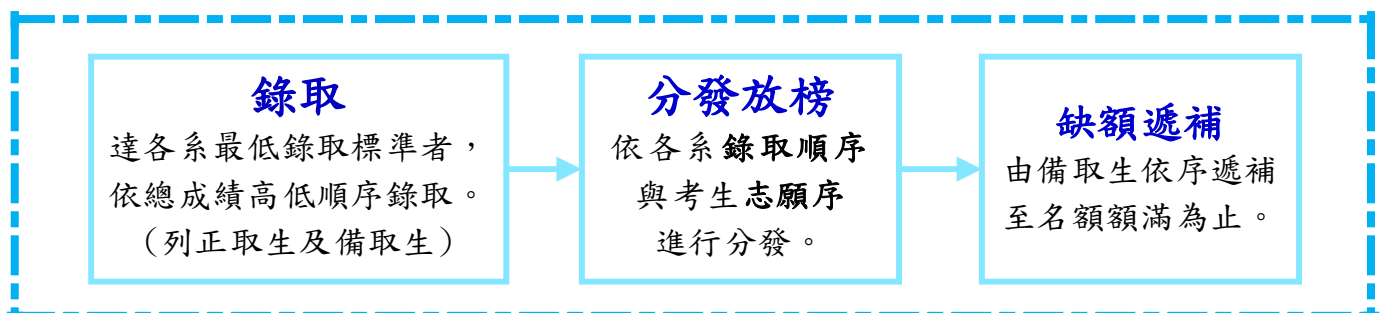 錄取
達各系最低錄取標準者，
依總成績高低順序錄取。
（列正取生及備取生）
分發放榜
依各系錄取順序
與考生志願序
進行分發。
缺額遞補
由備取生依序遞補
至名額額滿為止。